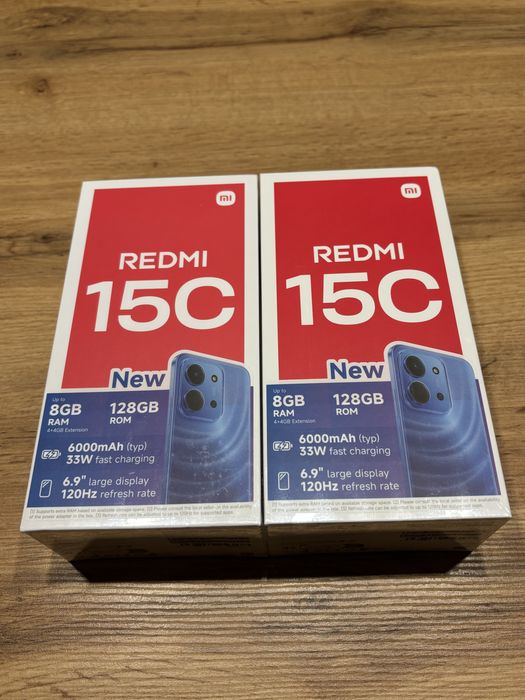 mi
REDMI
15C
New
Up to
8GB
RAM
4+4GB Extension
128GB
ROM
6000mAh (typ)
33W fast charging
6.9" large display
120Hz refresh rate
mi
REDMI
15C
New
Up to
8GB
RAM
4+4GB Extension
128GB
ROM
6000mAh (typ)
33W fast charging
6.9" large display
120Hz refresh rate